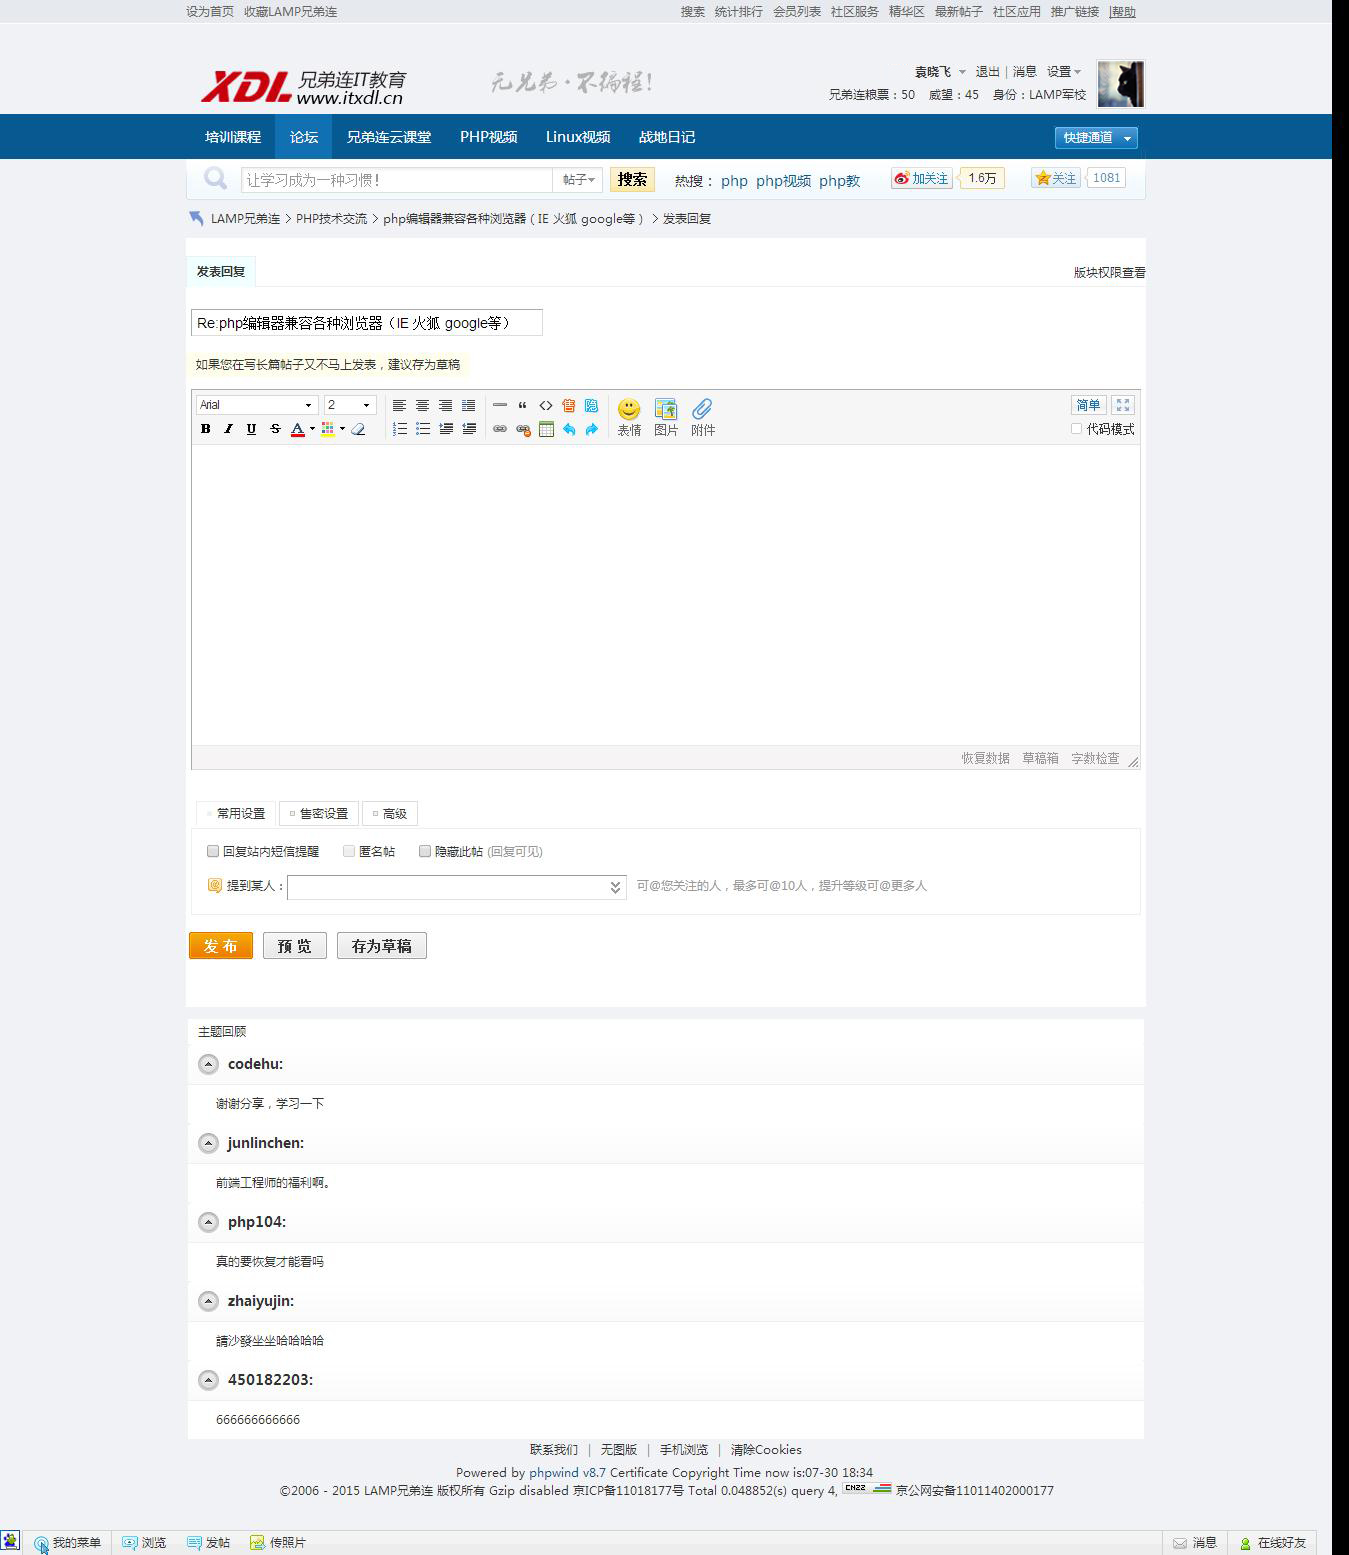 设为首页 收藏LAMP兄弟连 搜索 统计排行 会员列表 社区服务 精华区 最新帖子 社区应用 推广链接 |帮助
袁晓飞 退出 | 消息 设置
XDL 兄弟连IT教育 无兄弟·不编程!
www.itxdl.cn
兄弟连粮票：50 威望：45 身份：LAMP军校
培训课程 论坛 兄弟连云课堂 PHP视频 Linux视频 战地日记 快捷通道
让学习成为一种习惯! 帖子 搜索 热搜： php php视频 php教 加关注 1.6万 关注 1081
LAMP兄弟连 > PHP技术交流 > php编辑器兼容各种浏览器（IE 火狐 google等） > 发表回复
发表回复 版块权限查看
Re:php编辑器兼容各种浏览器（IE 火狐 google等）
如果您在写长篇帖子又不马上发表，建议存为草稿
Arial 2 “ <> 售 隐 简单
B I U S A 表情 图片 附件 代码模式
恢复数据 草稿箱 字数检查
常用设置 售密设置 高级
回复站内短信提醒 匿名帖 隐藏此帖 (回复可见)
@ 提到某人： 可@您关注的人，最多可@10人，提升等级可@更多人
发 布 预 览 存为草稿
主题回顾
codehu:
谢谢分享，学习一下
junlinchen:
前端工程师的福利啊。
php104:
真的要恢复才能看吗
zhaiyujin:
請沙發坐坐哈哈哈哈
450182203:
666666666666
联系我们 | 无图版 | 手机浏览 | 清除Cookies
Powered by phpwind v8.7 Certificate Copyright Time now is:07-30 18:34
©2006 - 2015 LAMP兄弟连 版权所有 Gzip disabled 京ICP备11018177号 Total 0.048852(s) query 4, CNZZ 京公网安备11011402000177
我的菜单 浏览 发帖 传照片 消息 在线好友